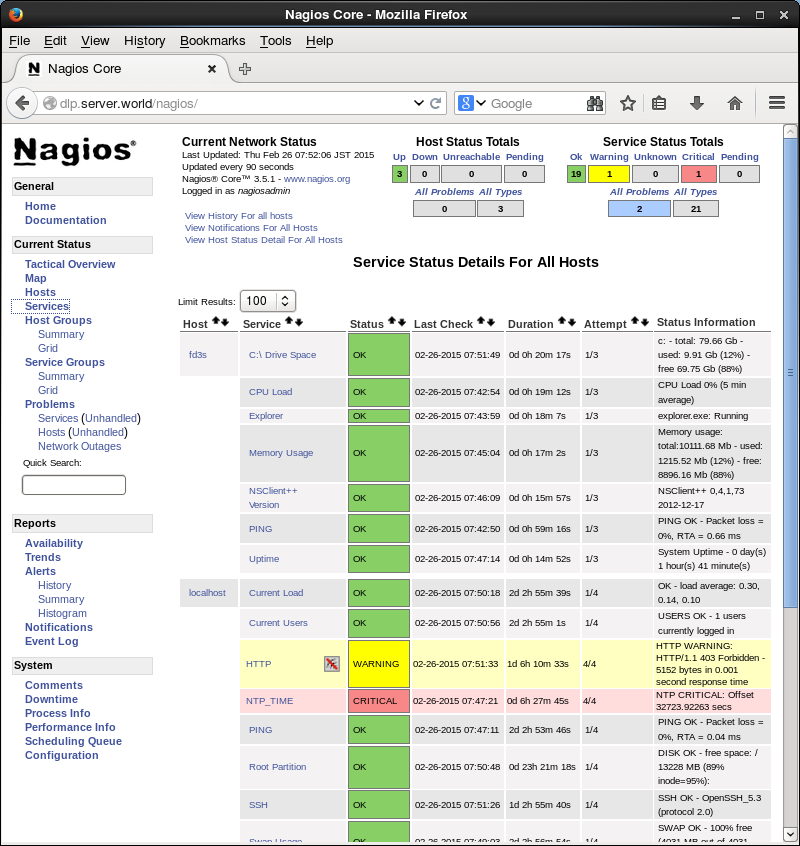 Nagios Core - Mozilla Firefox
File Edit View History Bookmarks Tools Help
Nagios Core
dlp.server.world/nagios/
Google
Nagios®
General
Home
Documentation
Current Status
Tactical Overview
Map
Hosts
Services
Host Groups
Summary
Grid
Service Groups
Summary
Grid
Problems
Services (Unhandled)
Hosts (Unhandled)
Network Outages
Quick Search:
Reports
Availability
Trends
Alerts
History
Summary
Histogram
Notifications
Event Log
System
Comments
Downtime
Process Info
Performance Info
Scheduling Queue
Configuration
Current Network Status
Last Updated: Thu Feb 26 07:52:06 JST 2015
Updated every 90 seconds
Nagios® Core™ 3.5.1 - www.nagios.org
Logged in as nagiosadmin
View History For all hosts
View Notifications For All Hosts
View Host Status Detail For All Hosts
Host Status Totals
Up Down Unreachable Pending
3 0 0 0
All Problems All Types
0 3
Service Status Totals
Ok Warning Unknown Critical Pending
19 1 0 1 0
All Problems All Types
2 21
Service Status Details For All Hosts
Limit Results: 100
Host Service Status Last Check Duration Attempt Status Information
fd3s C:\ Drive Space OK 02-26-2015 07:51:49 0d 0h 20m 17s 1/3 c: - total: 79.66 Gb -
used: 9.91 Gb (12%) -
free 69.75 Gb (88%)
CPU Load OK 02-26-2015 07:42:54 0d 0h 19m 12s 1/3 CPU Load 0% (5 min
average)
Explorer OK 02-26-2015 07:43:59 0d 0h 18m 7s 1/3 explorer.exe: Running
Memory Usage OK 02-26-2015 07:45:04 0d 0h 17m 2s 1/3 Memory usage:
total:10111.68 Mb - used:
1215.52 Mb (12%) - free:
8896.16 Mb (88%)
NSClient++
Version OK 02-26-2015 07:46:09 0d 0h 15m 57s 1/3 NSClient++ 0,4,1,73
2012-12-17
PING OK 02-26-2015 07:42:50 0d 0h 59m 16s 1/3 PING OK - Packet loss =
0%, RTA = 0.66 ms
Uptime OK 02-26-2015 07:47:14 0d 0h 14m 52s 1/3 System Uptime - 0 day(s)
1 hour(s) 41 minute(s)
localhost Current Load OK 02-26-2015 07:50:18 2d 2h 55m 39s 1/4 OK - load average: 0.30,
0.14, 0.10
Current Users OK 02-26-2015 07:50:56 2d 2h 55m 1s 1/4 USERS OK - 1 users
currently logged in
HTTP WARNING 02-26-2015 07:51:33 1d 6h 10m 33s 4/4 HTTP WARNING:
HTTP/1.1 403 Forbidden -
5152 bytes in 0.001
second response time
NTP_TIME CRITICAL 02-26-2015 07:47:21 0d 6h 27m 45s 4/4 NTP CRITICAL: Offset
32723.92263 secs
PING OK 02-26-2015 07:47:11 2d 2h 53m 46s 1/4 PING OK - Packet loss =
0%, RTA = 0.04 ms
Root Partition OK 02-26-2015 07:50:48 0d 23h 21m 18s 1/4 DISK OK - free space: /
13228 MB (89%
inode=95%):
SSH OK 02-26-2015 07:51:26 1d 2h 55m 40s 1/4 SSH OK - OpenSSH_5.3
(protocol 2.0)
Swap Usage OK 02-26-2015 07:49:03 2d 2h 56m 54s 1/4 SWAP OK - 100% free
(4031 MB out of 4031